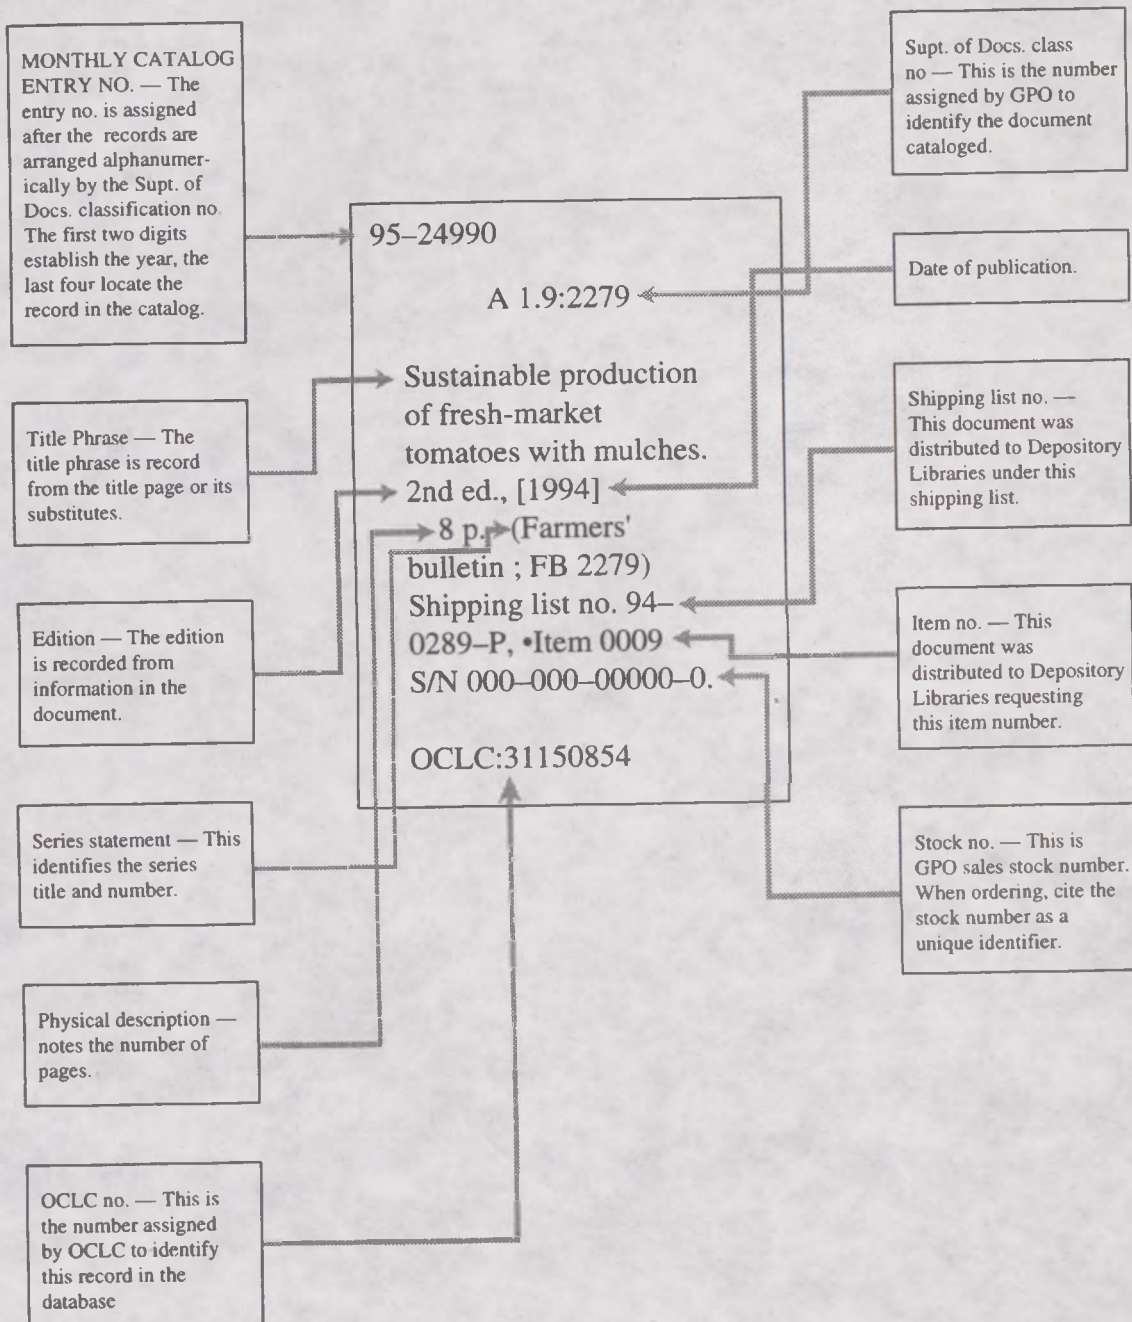 MONTHLY CATALOG
ENTRY NO. — The
entry no. is assigned
after the records are
arranged alphanumer-
ically by the Supt. of
Docs. classification no.
The first two digits
establish the year, the
last four locate the
record in the catalog.
Title Phrase — The
title phrase is record
from the title page or its
substitutes.
Edition — The edition
is recorded from
information in the
document.
Series statement — This
identifies the series
title and number.
Physical description —
notes the number of
pages.
OCLC no. — This is
the number assigned
by OCLC to identify
this record in the
database
95–24990
A 1.9:2279
Sustainable production
of fresh-market
tomatoes with mulches.
2nd ed., [1994]
8 p. (Farmers'
bulletin ; FB 2279)
Shipping list no. 94–
0289–P, •Item 0009
S/N 000–000–00000–0.
OCLC:31150854
Supt. of Docs. class
no — This is the number
assigned by GPO to
identify the document
cataloged.
Date of publication.
Shipping list no. —
This document was
distributed to Depository
Libraries under this
shipping list.
Item no. — This
document was
distributed to Depository
Libraries requesting
this item number.
Stock no. — This is
GPO sales stock number.
When ordering, cite the
stock number as a
unique identifier.